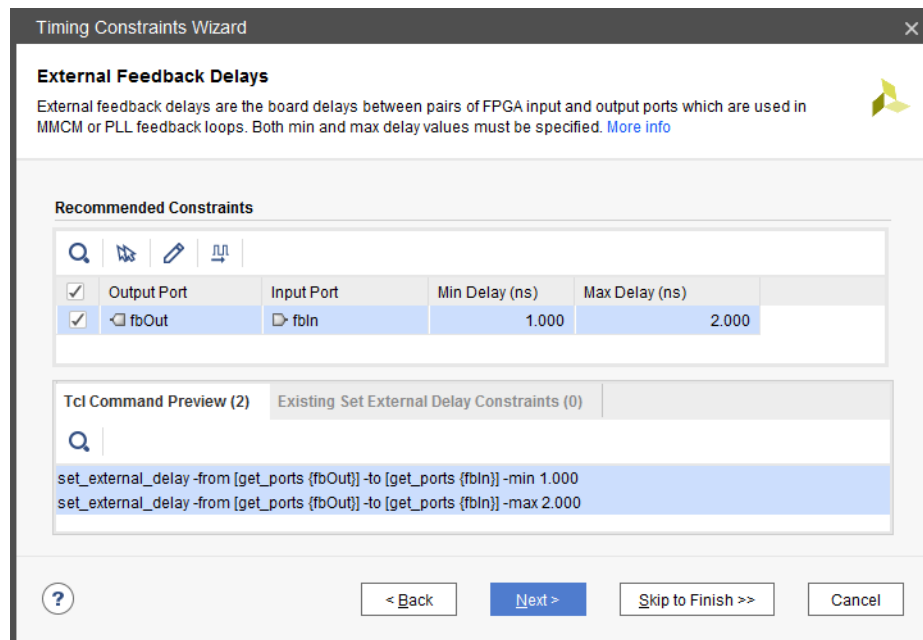 Timing Constraints Wizard
External Feedback Delays
External feedback delays are the board delays between pairs of FPGA input and output ports which are used in
MMCM or PLL feedback loops. Both min and max delay values must be specified. More info
Recommended Constraints
Output Port Input Port Min Delay (ns) Max Delay (ns)
fbOut fbIn 1.000 2.000
Tcl Command Preview (2) Existing Set External Delay Constraints (0)
set_external_delay -from [get_ports {fbOut}] -to [get_ports {fbIn}] -min 1.000
set_external_delay -from [get_ports {fbOut}] -to [get_ports {fbIn}] -max 2.000
? < Back Next > Skip to Finish >> Cancel